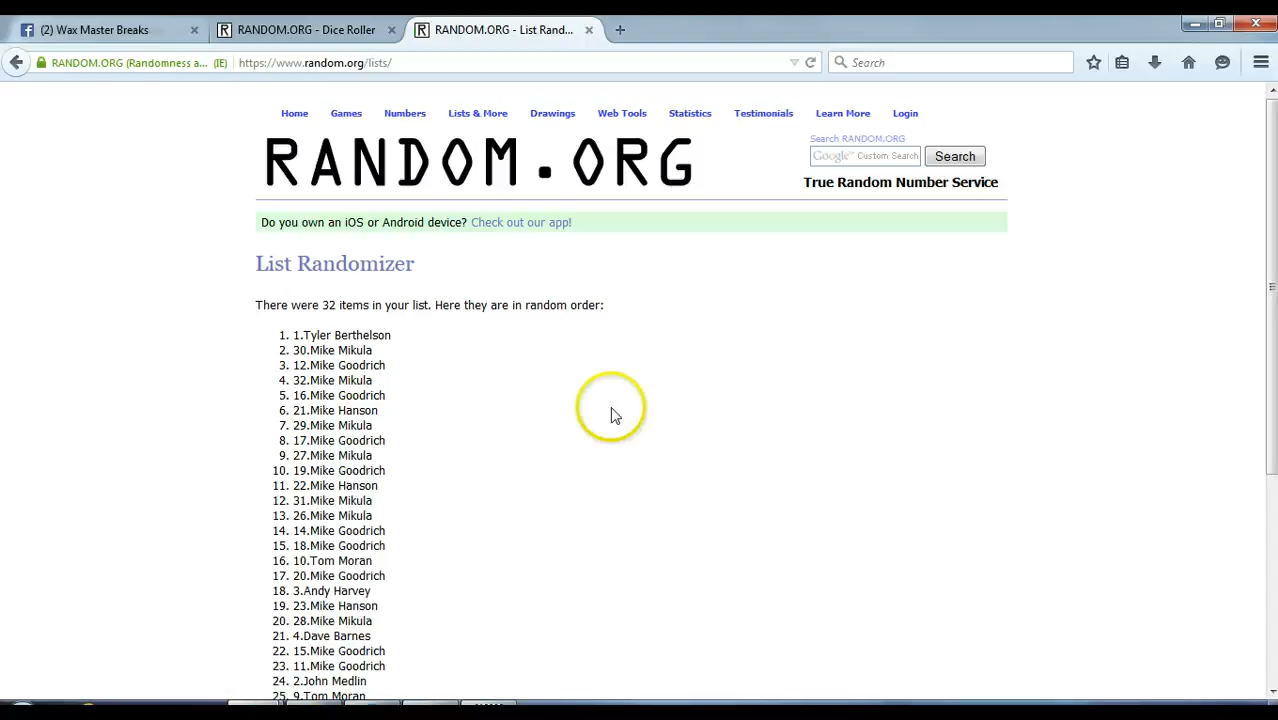 (2) Wax Master Breaks
RANDOM.ORG - Dice Roller
RANDOM.ORG - List Rand...
RANDOM.ORG (Randomness a... (IE)
https://www.random.org/lists/
Search
Home Games Numbers Lists & More Drawings Web Tools Statistics Testimonials Learn More Login
RANDOM.ORG
Search RANDOM.ORG
Google™ Custom Search
Search
True Random Number Service
Do you own an iOS or Android device? Check out our app!
List Randomizer
There were 32 items in your list. Here they are in random order:
1. 1.Tyler Berthelson
2. 30.Mike Mikula
3. 12.Mike Goodrich
4. 32.Mike Mikula
5. 16.Mike Goodrich
6. 21.Mike Hanson
7. 29.Mike Mikula
8. 17.Mike Goodrich
9. 27.Mike Mikula
10. 19.Mike Goodrich
11. 22.Mike Hanson
12. 31.Mike Mikula
13. 26.Mike Mikula
14. 14.Mike Goodrich
15. 18.Mike Goodrich
16. 10.Tom Moran
17. 20.Mike Goodrich
18. 3.Andy Harvey
19. 23.Mike Hanson
20. 28.Mike Mikula
21. 4.Dave Barnes
22. 15.Mike Goodrich
23. 11.Mike Goodrich
24. 2.John Medlin
25. 9.Tom Moran